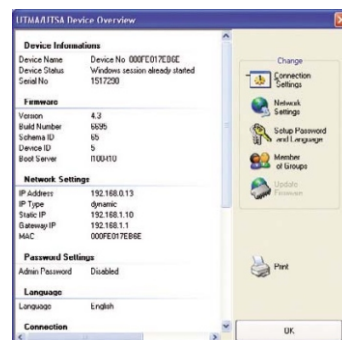 UTMA/UTSA Device Overview
Device Informations
Device Name Device No 000FE017EB6E
Device Status Windows session already started
Serial No 1517290
Firmware
Version 4.3
Build Number 6695
Schema ID 65
Device ID 5
Boot Server
Network Settings
IP Address 192.168.0.13
IP Type dynamic
Static IP 192.168.1.10
Gateway IP 192.168.1.1
MAC 000FE017EB6E
Password Settings
Admin Password Disabled
Language
Language English
Connection
Change
Connection
Settings
Network
Settings
Setup Password
and Language
Member
of Groups
Update
Firmware
Print
OK